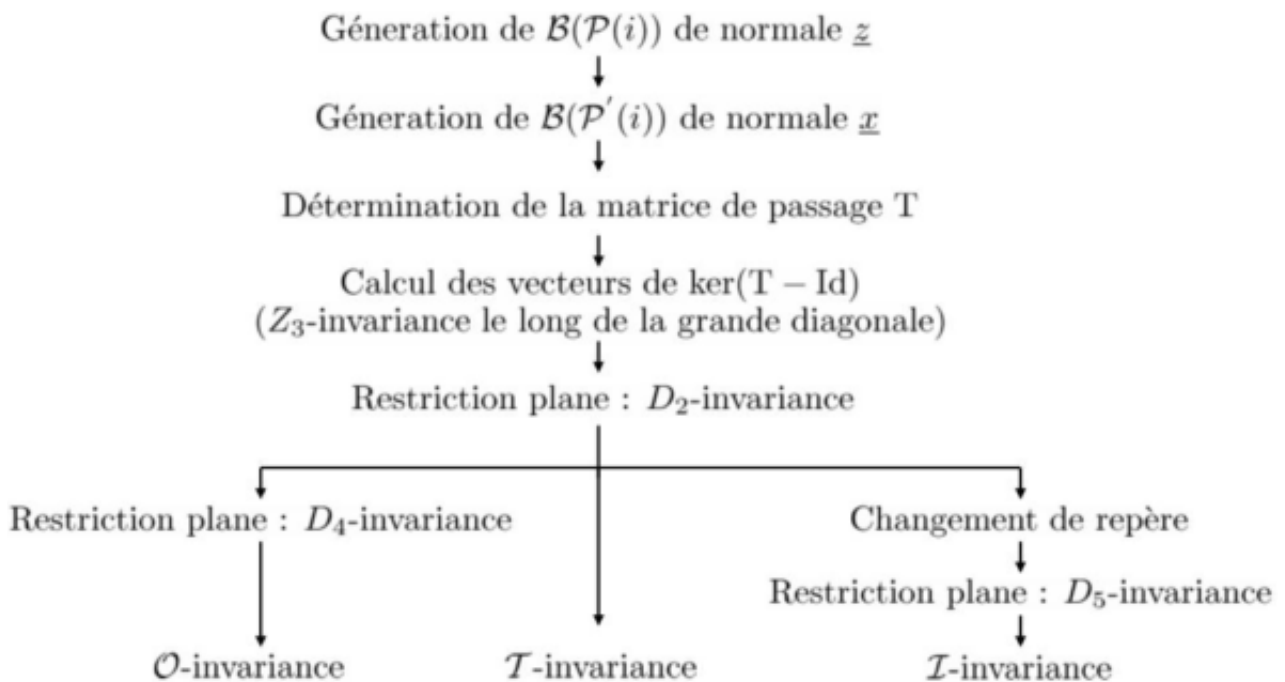 Géneration de 𝓑(𝓟(i)) de normale z̲
Géneration de 𝓑(𝓟′(i)) de normale x̲
Détermination de la matrice de passage T
Calcul des vecteurs de ker(T − Id)
(Z₃-invariance le long de la grande diagonale)
Restriction plane : D₂-invariance
Restriction plane : D₄-invariance
Changement de repère
Restriction plane : D₅-invariance
𝒪-invariance
𝒯-invariance
ℐ-invariance